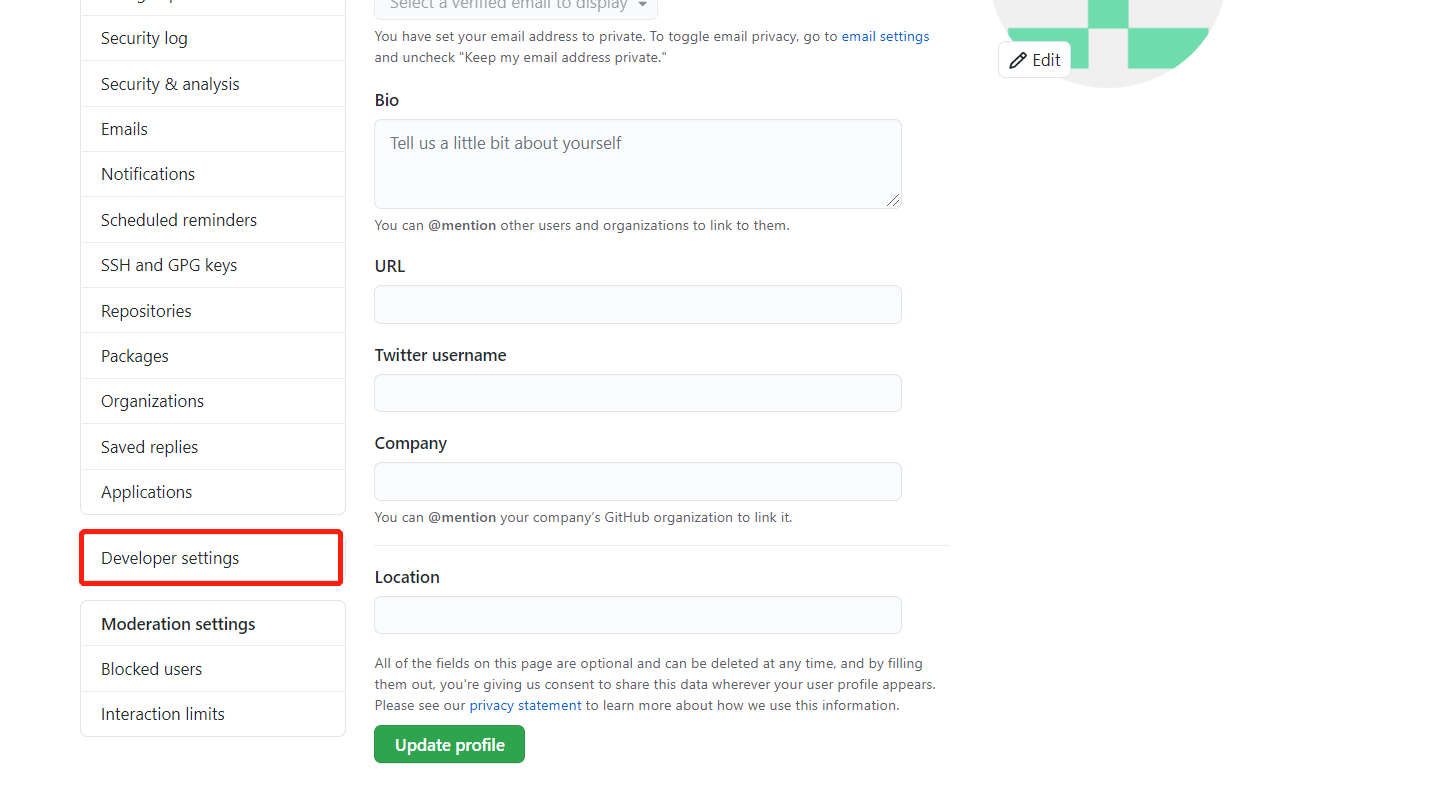 Security log
Security & analysis
Emails
Notifications
Scheduled reminders
SSH and GPG keys
Repositories
Packages
Organizations
Saved replies
Applications
Developer settings
Moderation settings
Blocked users
Interaction limits
Select a verified email to display
You have set your email address to private. To toggle email privacy, go to email settings
and uncheck "Keep my email address private."
Bio
Tell us a little bit about yourself
You can @mention other users and organizations to link to them.
URL
Twitter username
Company
You can @mention your company’s GitHub organization to link it.
Location
All of the fields on this page are optional and can be deleted at any time, and by filling
them out, you're giving us consent to share this data wherever your user profile appears.
Please see our privacy statement to learn more about how we use this information.
Update profile
Edit